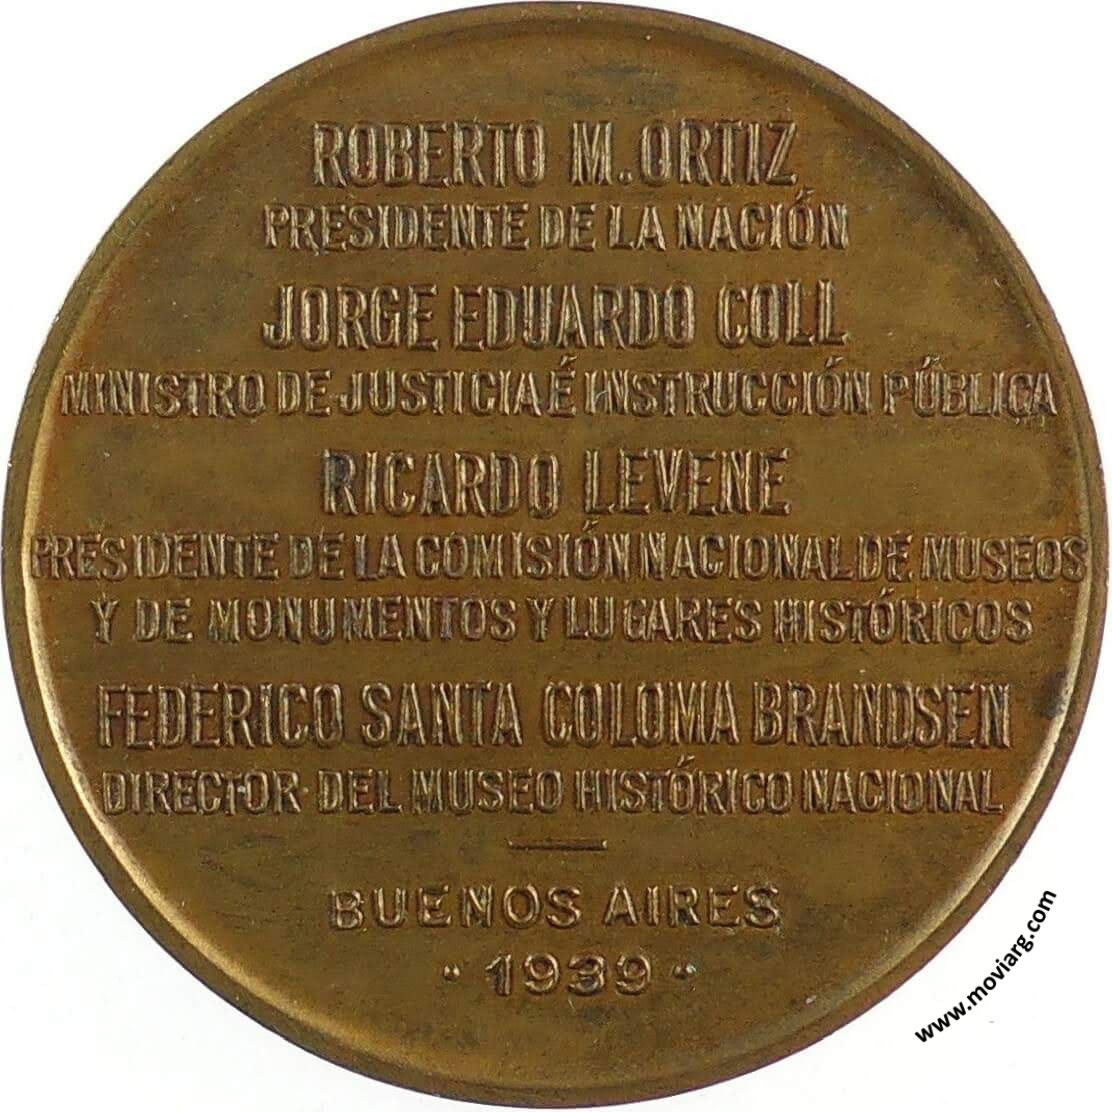 ROBERTO M. ORTIZ
PRESIDENTE DE LA NACIÓN
JORGE EDUARDO COLL
MINISTRO DE JUSTICIA É INSTRUCCIÓN PÚBLICA
RICARDO LEVENE
PRESIDENTE DE LA COMISIÓN NACIONAL DE MUSEOS
Y DE MONUMENTOS Y LUGARES HISTÓRICOS
FEDERICO SANTA COLOMA BRANDSEN
DIRECTOR DEL MUSEO HISTÓRICO NACIONAL
BUENOS AIRES
· 1939 ·
www.moviarg.com